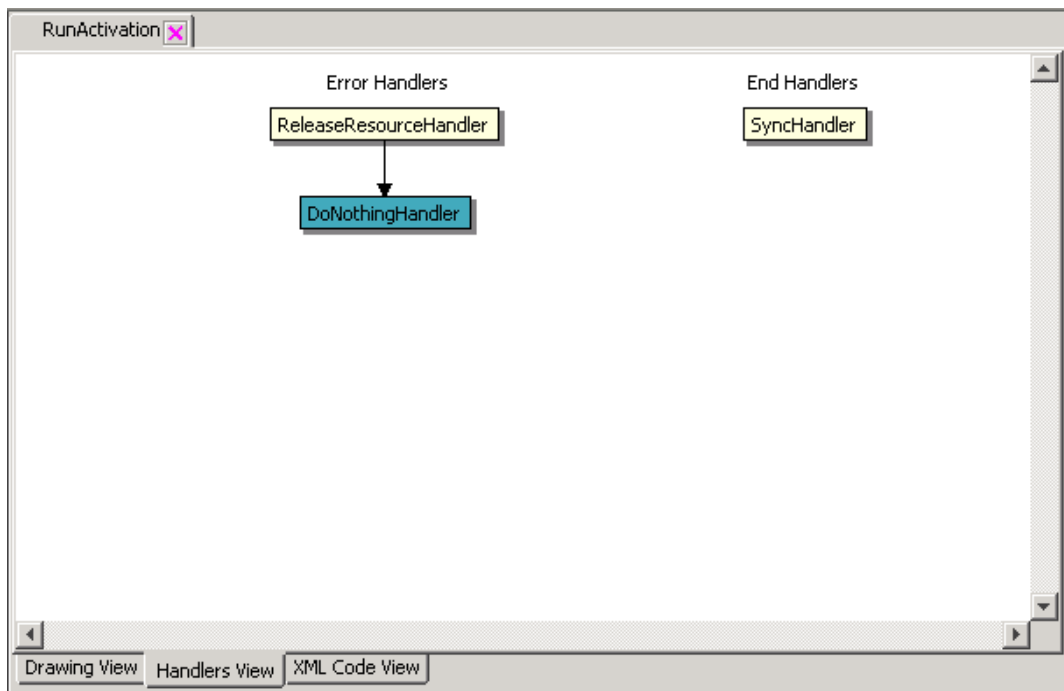 RunActivation
Error Handlers
End Handlers
ReleaseResourceHandler
SyncHandler
DoNothingHandler
Drawing View
Handlers View
XML Code View